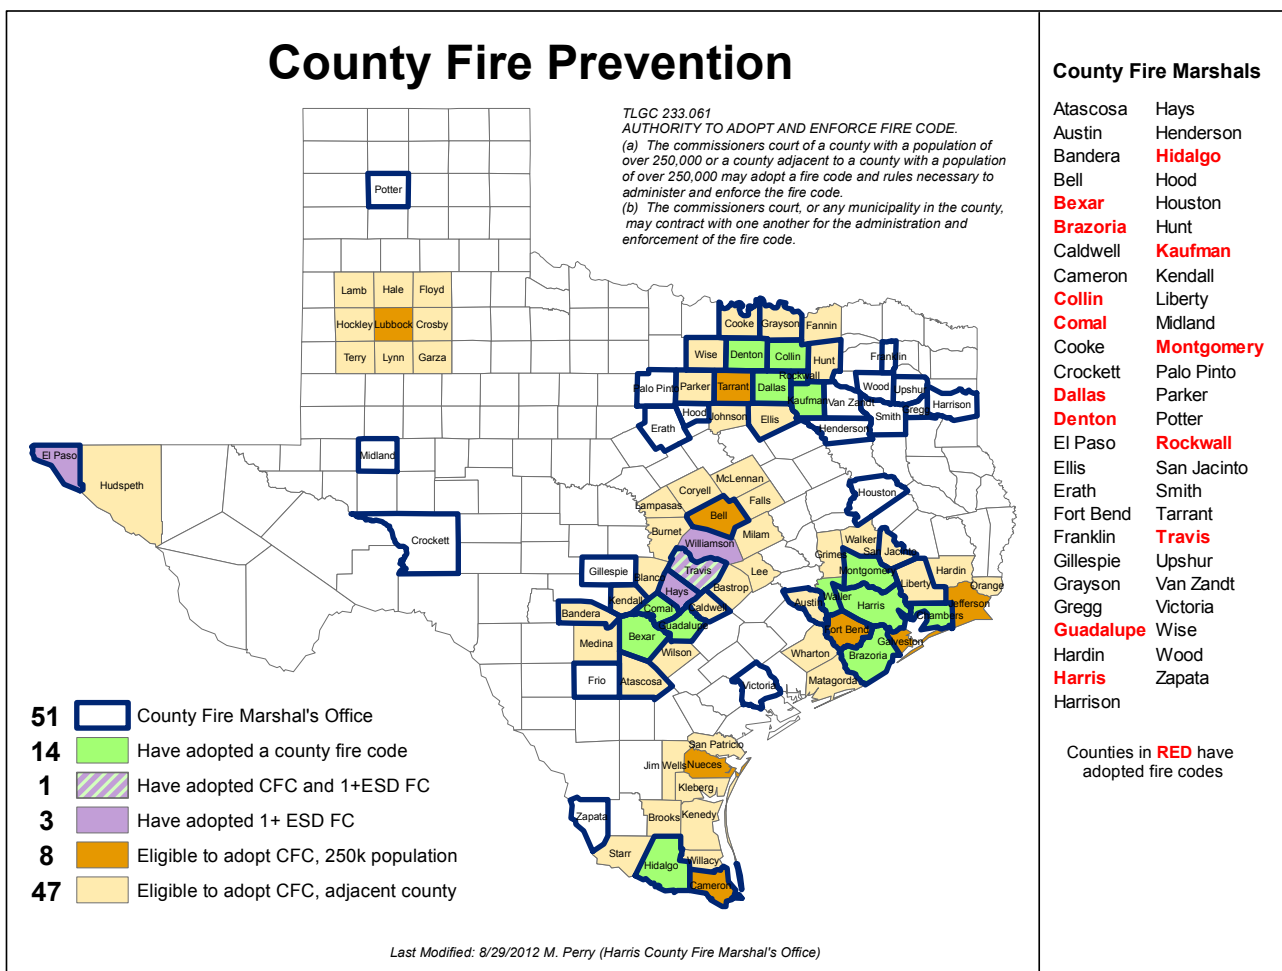 County Fire Prevention
TLGC 233.061
AUTHORITY TO ADOPT AND ENFORCE FIRE CODE.
(a) The commissioners court of a county with a population of
over 250,000 or a county adjacent to a county with a population
of over 250,000 may adopt a fire code and rules necessary to
administer and enforce the fire code.
(b) The commissioners court, or any municipality in the county,
may contract with one another for the administration and
enforcement of the fire code.
Potter
Lamb Hale Floyd
Hockley Lubbock Crosby
Terry Lynn Garza
Cooke Grayson Fannin
Wise Denton Collin Hunt Franklin
Rockwall
Palo Pinto Parker Tarrant Dallas Kaufman Van Zandt Wood Upshur
Hood Johnson Ellis Smith Gregg Harrison
Erath Henderson
El Paso
Hudspeth
Midland
Crockett
McLennan
Coryell Falls
Lampasas Bell
Burnet Milam
Williamson
Houston
Gillespie Blanco Travis Lee
Hays Bastrop
Kendall Caldwell
Bandera Comal Guadalupe
Medina Bexar Wilson
Frio Atascosa
Walker
Grimes San Jacinto
Montgomery Hardin
Liberty Orange
Austin Waller Harris Chambers Jefferson
Fort Bend Galveston
Wharton Brazoria
Matagorda
Victoria
San Patricio
Jim Wells Nueces
Kleberg
Zapata Brooks Kenedy
Starr Hidalgo Willacy
Cameron
51 County Fire Marshal's Office
14 Have adopted a county fire code
1 Have adopted CFC and 1+ESD FC
3 Have adopted 1+ ESD FC
8 Eligible to adopt CFC, 250k population
47 Eligible to adopt CFC, adjacent county
Last Modified: 8/29/2012 M. Perry (Harris County Fire Marshal's Office)
County Fire Marshals
Atascosa Hays
Austin Henderson
Bandera Hidalgo
Bell Hood
Bexar Houston
Brazoria Hunt
Caldwell Kaufman
Cameron Kendall
Collin Liberty
Comal Midland
Cooke Montgomery
Crockett Palo Pinto
Dallas Parker
Denton Potter
El Paso Rockwall
Ellis San Jacinto
Erath Smith
Fort Bend Tarrant
Franklin Travis
Gillespie Upshur
Grayson Van Zandt
Gregg Victoria
Guadalupe Wise
Hardin Wood
Harris Zapata
Harrison
Counties in RED have
adopted fire codes